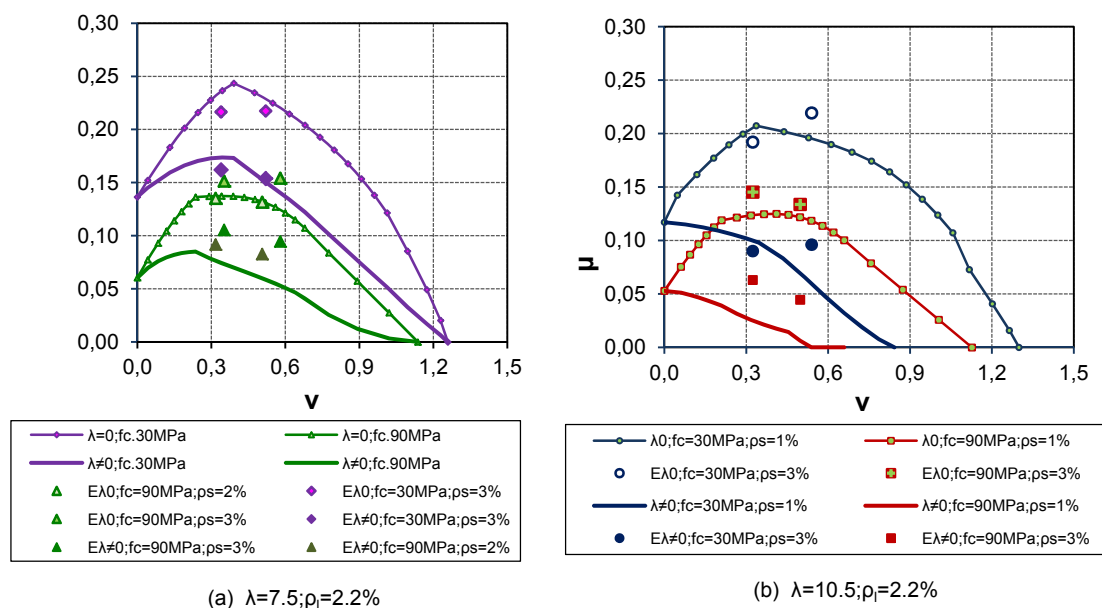 0,30
0,25
0,20
0,15
0,10
0,05
0,00
0,0 0,3 0,6 0,9 1,2 1,5
ν
λ=0;fc.30MPa λ=0;fc.90MPa
λ≠0;fc.30MPa λ≠0;fc.90MPa
Eλ0;fc=90MPa;ρs=2% Eλ0;fc=30MPa;ρs=3%
Eλ0;fc=90MPa;ρs=3% Eλ≠0;fc=30MPa;ρs=3%
Eλ≠0;fc=90MPa;ρs=3% Eλ≠0;fc=90MPa;ρs=2%
(a) λ=7.5;ρl=2.2%
0,30
0,25
0,20
0,15
0,10
μ
0,05
0,00
0,0 0,3 0,6 0,9 1,2 1,5
ν
λ0;fc=30MPa;ρs=1% λ0;fc=90MPa;ρs=1%
Eλ0;fc=30MPa;ρs=3% Eλ0;fc=90MPa;ρs=3%
λ≠0;fc=30MPa;ρs=1% λ≠0;fc=90MPa;ρs=1%
Eλ≠0;fc=30MPa;ρs=3% Eλ≠0;fc=90MPa;ρs=3%
(b) λ=10.5;ρl=2.2%